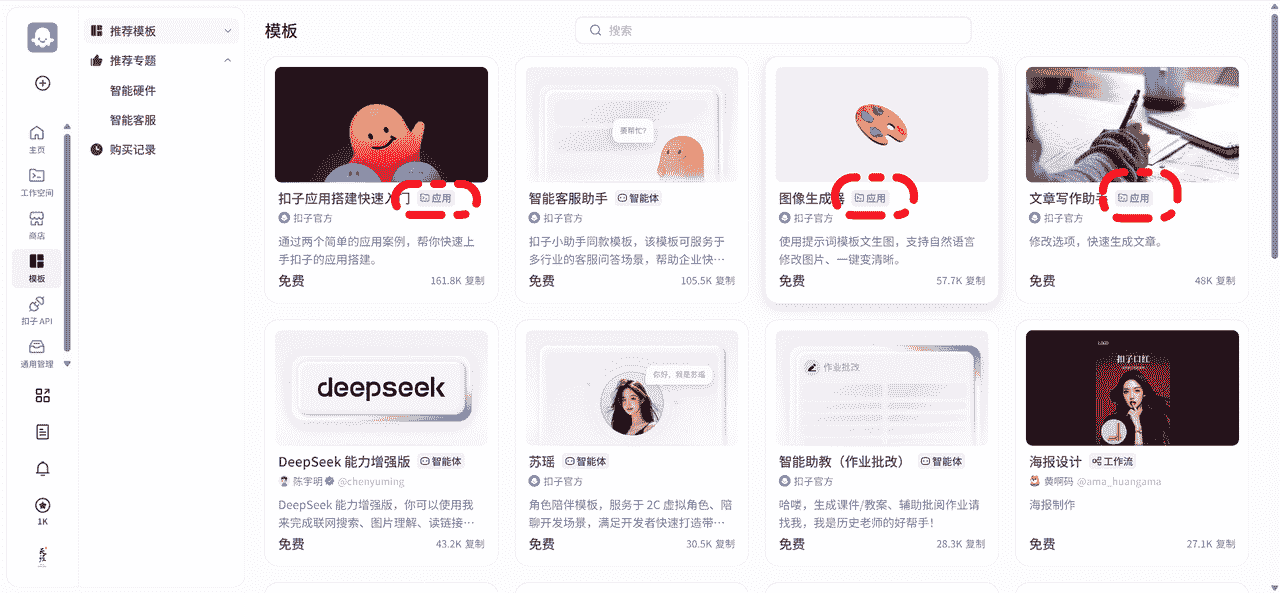 推荐模板
推荐专题
智能硬件
智能客服
购买记录
主页
工作空间
商店
模板
扣子 API
通用管理
1K
模板
搜索
扣子应用搭建快速入门 应用
扣子官方
通过两个简单的应用案例，帮你快速上
手扣子的应用搭建。
免费 161.8K 复制
要帮忙?
智能客服助手 智能体
扣子官方
扣子小助手同款模板，该模板可服务于
多行业的客服问答场景，帮助企业快…
免费 105.5K 复制
图像生成器 应用
扣子官方
使用提示词模板文生图，支持自然语言
修改图片、一键变清晰。
免费 57.7K 复制
文章写作助手 应用
扣子官方
修改选项，快速生成文章。
免费 48K 复制
deepseek
DeepSeek 能力增强版 智能体
陈宇明 @chenyuming
DeepSeek 能力增强版，你可以使用我
来完成联网搜索、图片理解、读链接…
免费 43.2K 复制
你好，我是苏瑶
苏瑶 智能体
扣子官方
角色陪伴模板，服务于 2C 虚拟角色、陪
聊开发场景，满足开发者快速打造带…
免费 30.5K 复制
作业批改
智能助教（作业批改） 智能体
扣子官方
哈喽，生成课件/教案、辅助批阅作业请
找我，我是历史老师的好帮手！
免费 28.3K 复制
LOGO
扣子口红
海报设计 工作流
黄啊码 @ama_huangama
海报制作
免费 27.1K 复制